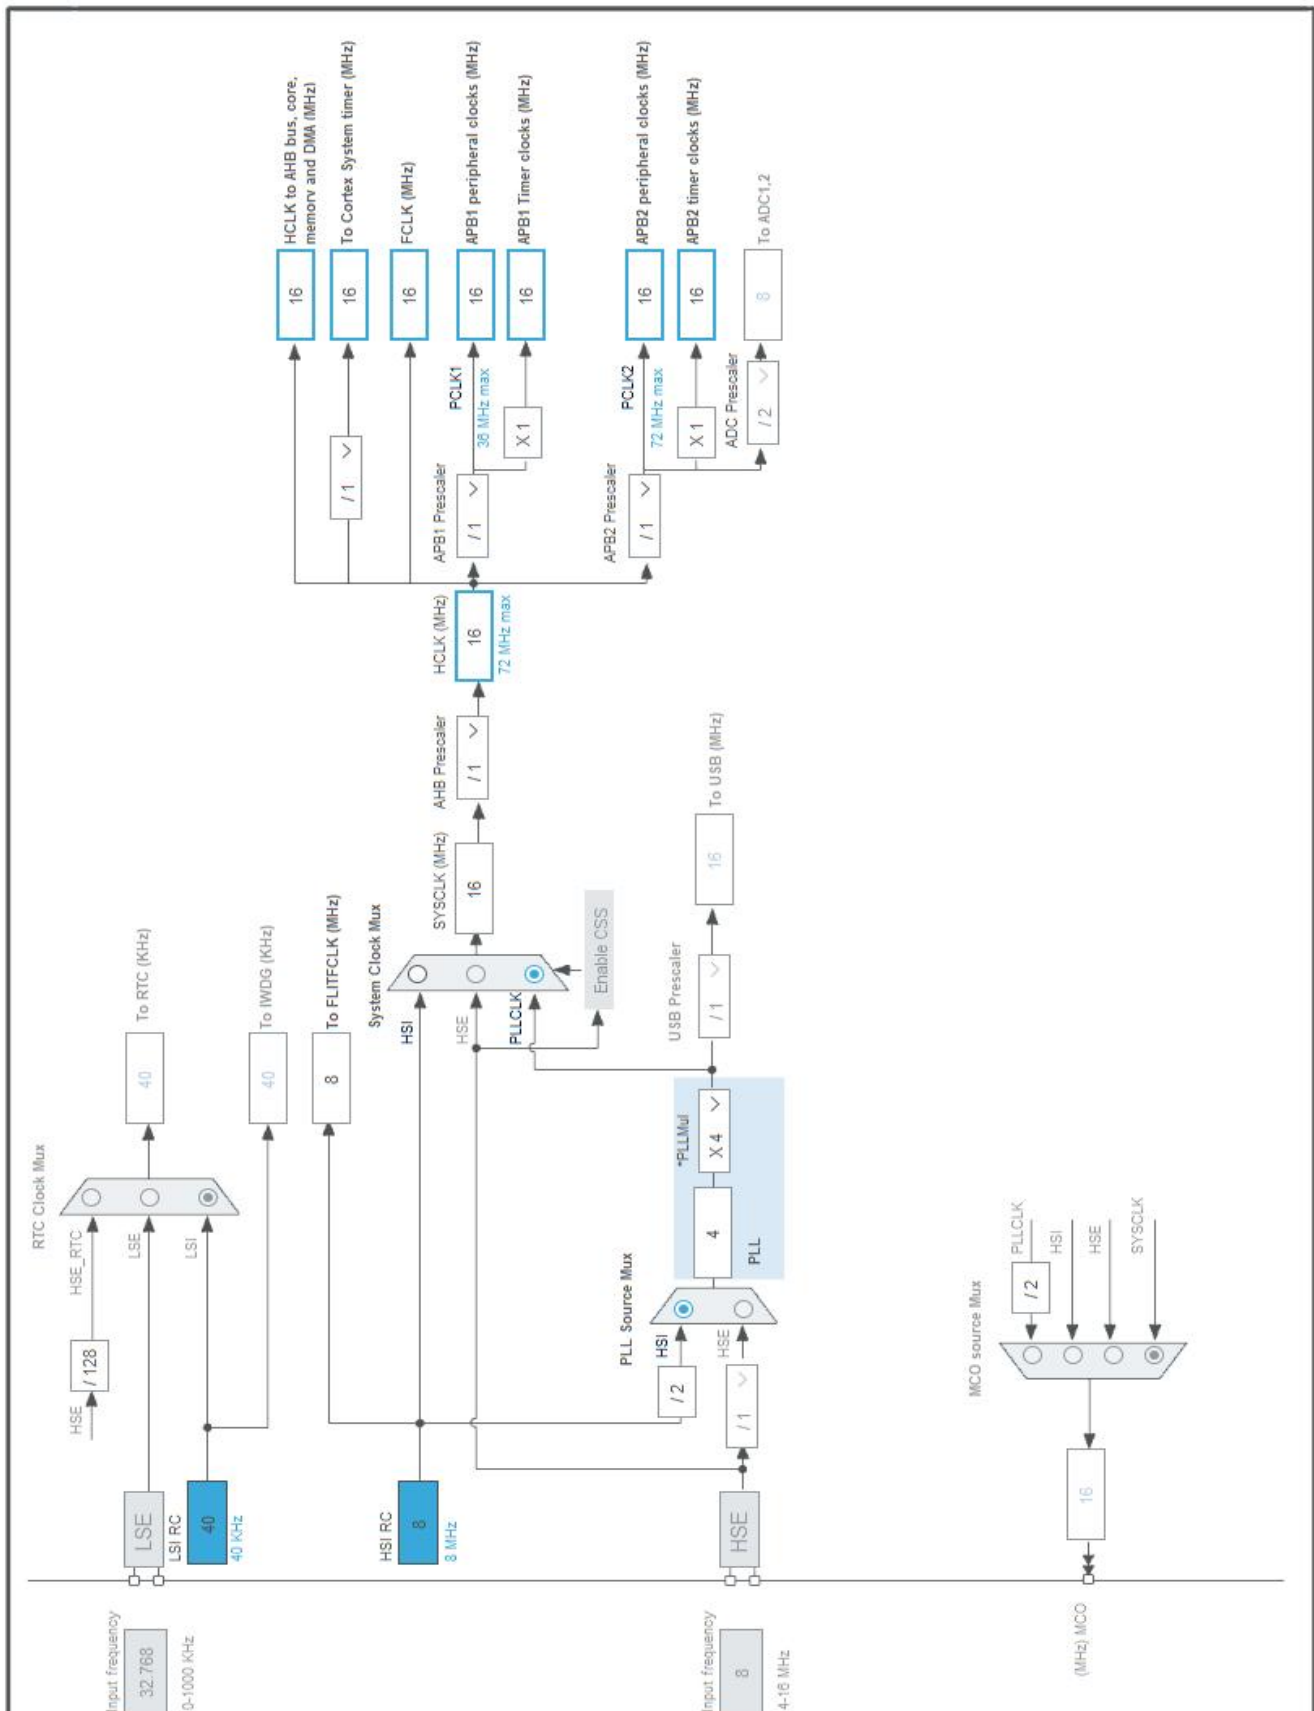 Input frequency
32.768
0-1000 KHz
LSE
LSI RC
40
40 KHz
HSE
/ 128
HSE_RTC
LSE
LSI
RTC Clock Mux
40
To RTC (KHz)
40
To IWDG (KHz)
8
To FLITFCLK (MHz)
HSI RC
8
8 MHz
Input frequency
8
4-16 MHz
HSE
/ 2
/ 1
HSI
HSE
PLL Source Mux
4
PLL
*PLLMul
X 4
USB Prescaler
/ 1
16
To USB (MHz)
System Clock Mux
HSI
HSE
PLLCLK
Enable CSS
SYSCLK (MHz)
16
AHB Prescaler
/ 1
HCLK (MHz)
16
72 MHz max
/ 1
APB1 Prescaler
/ 1
PCLK1
36 MHz max
X 1
APB2 Prescaler
/ 1
PCLK2
72 MHz max
X 1
ADC Prescaler
/ 2
16
HCLK to AHB bus, core,
memory and DMA (MHz)
16
To Cortex System timer (MHz)
16
FCLK (MHz)
16
APB1 peripheral clocks (MHz)
16
APB1 Timer clocks (MHz)
16
APB2 peripheral clocks (MHz)
16
APB2 timer clocks (MHz)
8
To ADC1,2
(MHz) MCO
16
MCO source Mux
/ 2
PLLCLK
HSI
HSE
SYSCLK